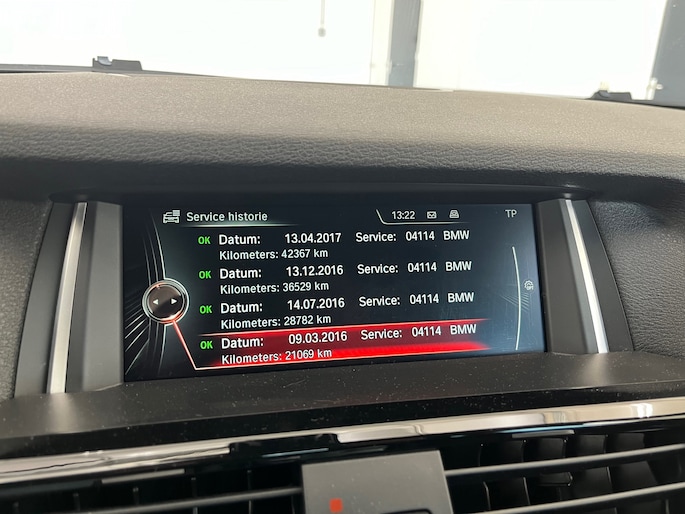 Service historie 13:22 TP
OK Datum: 13.04.2017 Service: 04114 BMW
Kilometers: 42367 km
OK Datum: 13.12.2016 Service: 04114 BMW
Kilometers: 36529 km
OK Datum: 14.07.2016 Service: 04114 BMW
Kilometers: 28782 km
OK Datum: 09.03.2016 Service: 04114 BMW
Kilometers: 21069 km